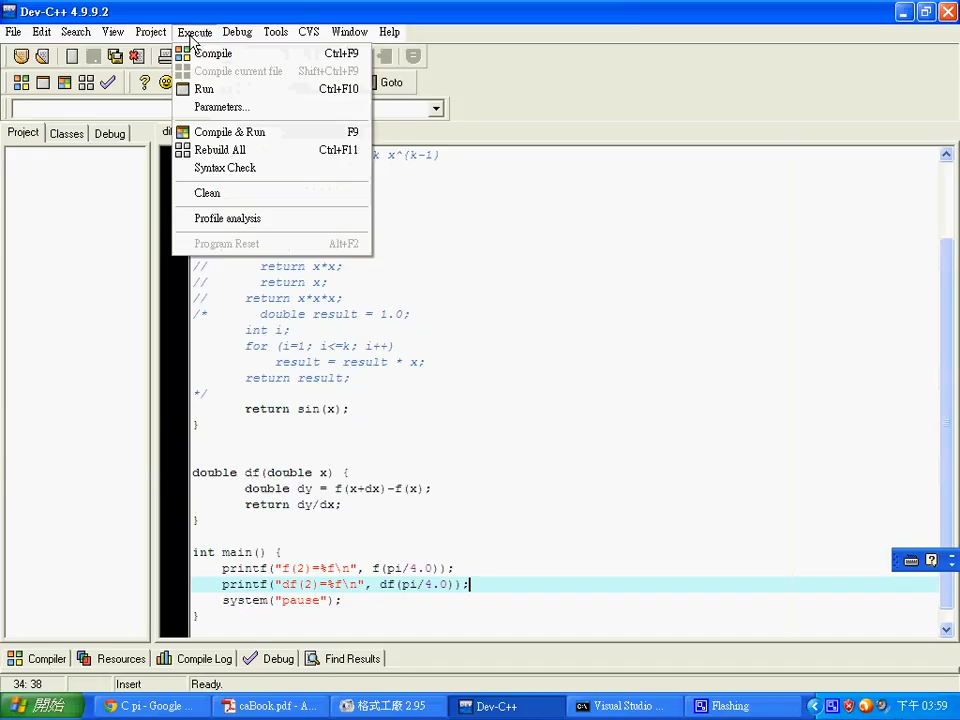 Dev-C++ 4.9.9.2
File Edit Search View Project Execute Debug Tools CVS Window Help
Compile Ctrl+F9
Compile current file Shift+Ctrl+F9
Run Ctrl+F10
Goto
Parameters...
Compile & Run F9
Rebuild All Ctrl+F11
Syntax Check
Clean
Profile analysis
Program Reset Alt+F2
Project Classes Debug
k x^{k-1}
// return x*x;
// return x;
// return x*x*x;
/* double result = 1.0;
int i;
for (i=1; i<=k; i++)
result = result * x;
return result;
*/
return sin(x);
}
double df(double x) {
double dy = f(x+dx)-f(x);
return dy/dx;
}
int main() {
printf("f(2)=%f\n", f(pi/4.0));
printf("df(2)=%f\n", df(pi/4.0));
system("pause");
}
Compiler Resources Compile Log Debug Find Results
34: 38 Insert Ready.
開始 C pi - Google ... caBook.pdf - A... 格式工廠 2.95 Dev-C++ Visual Studio ... Flashing 下午 03:59